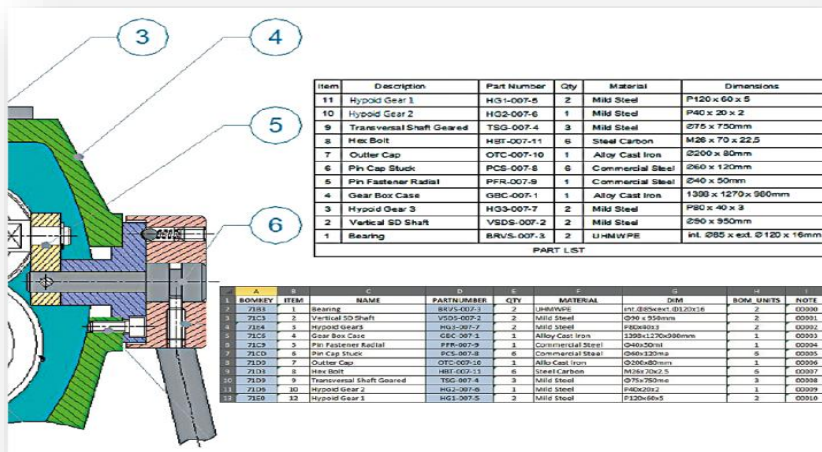 3
4
5
6
Item Description Part Number Qty Material Dimensions
11 Hypoid Gear 1 HG1-007-5 2 Mild Steel P120 x 60 x 5
10 Hypoid Gear 2 HG2-007-6 1 Mild Steel P40 x 20 x 2
9 Transversal Shaft Geared TSG-007-4 3 Mild Steel Ø75 x 750mm
8 Hex Bolt HBT-007-11 6 Steel Carbon M26 x 70 x 22,5
7 Outter Cap OTC-007-10 1 Alloy Cast Iron Ø200 x 80mm
6 Pin Cap Stuck PCS-007-8 6 Commercial Steel Ø60 x 120mm
5 Pin Fastener Radial PFR-007-9 1 Commercial Steel Ø40 x 50mm
4 Gear Box Case GBC-007-1 1 Alloy Cast Iron 1398 x 1270 x 980mm
3 Hypoid Gear 3 HG3-007-7 2 Mild Steel P80 x 40 x 3
2 Vertical SD Shaft VSDS-007-2 2 Mild Steel Ø90 x 950mm
1 Bearing BRVS-007-3 2 UHMWPE int. Ø85 x ext. Ø120 x 16mm
PART LIST
A B C D E F G H I
1 BOMKEY ITEM NAME PARTNUMBER QTY MATERIAL DIM BOM_UNITS NOTE
2 71B3 1 Bearing BRVS-007-3 2 UHMWPE int.Ø85xext.Ø120x16 2 00000
3 71C3 2 Vertical SD Shaft VSDS-007-2 2 Mild Steel Ø90 x 950mm 2 00001
4 71E4 3 Hypoid Gear3 HG3-007-7 2 Mild Steel P80x40x3 2 00002
5 71C6 4 Gear Box Case GBC-007-1 1 Alloy Cast Iron 1398x1270x980mm 1 00003
6 71C9 5 Pin Fastener Radial PFR-007-9 1 Commercial Steel 1 00004
7 71CD 6 Pin Cap Stuck PCS-007-8 6 Commercial Steel 6 00005
8 71D0 7 Outter Cap OTC-007-10 1 Cast Iron Ø200x80mm 1 00006
9 8 Hex Bolt HBT-007-11 6 Steel Carbon M26x70x2.5 6 00007
10 9 Transversal Shaft Geared TSG-007-4 3 Mild Steel 3 00008
11 10 Hypoid Gear 2 HG2-007-6 1 Mild Steel P40x20x2 1 00009
12 71E0 12 Hypoid Gear 1 HG1-007-5 2 Mild Steel P120x60x5 2 00010